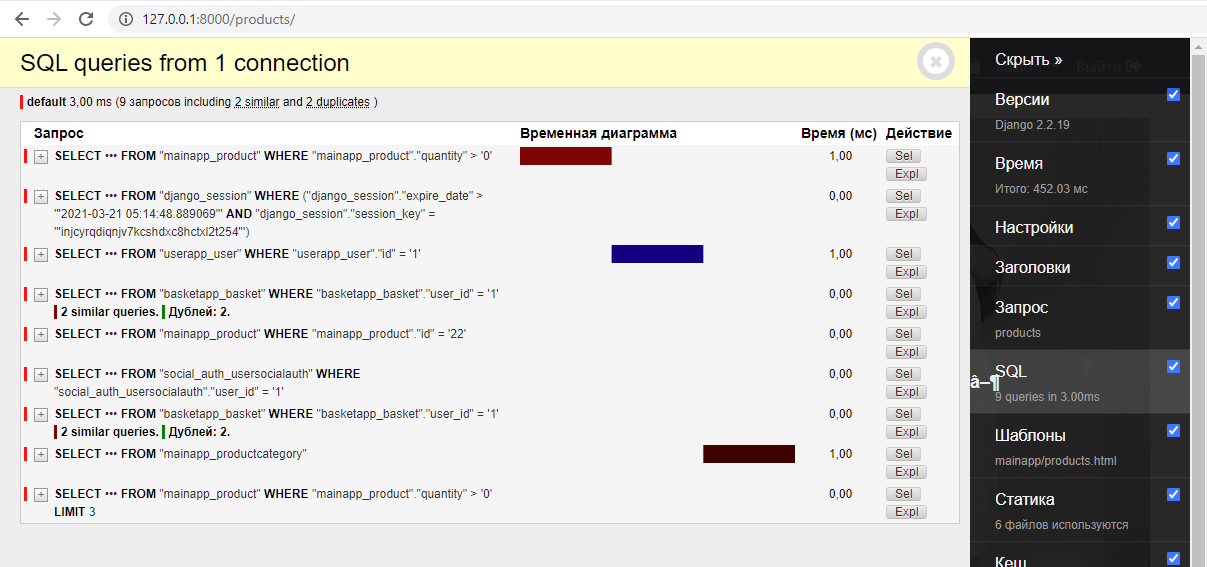 127.0.0.1:8000/products/
SQL queries from 1 connection
default 3,00 ms (9 запросов including 2 similar and 2 duplicates )
Запрос Временная диаграмма Время (мс) Действие
+ SELECT ••• FROM "mainapp_product" WHERE "mainapp_product"."quantity" > '0' 1,00 Sel
Expl
+ SELECT ••• FROM "django_session" WHERE ("django_session"."expire_date" > 0,00 Sel
'"2021-03-21 05:14:48.889069"' AND "django_session"."session_key" = Expl
'"injcyrqdiqnjv7kcshdxc8hctxl2t254"')
+ SELECT ••• FROM "userapp_user" WHERE "userapp_user"."id" = '1' 1,00 Sel
Expl
+ SELECT ••• FROM "basketapp_basket" WHERE "basketapp_basket"."user_id" = '1' 0,00 Sel
2 similar queries. Дублей: 2. Expl
+ SELECT ••• FROM "mainapp_product" WHERE "mainapp_product"."id" = '22' 0,00 Sel
Expl
+ SELECT ••• FROM "social_auth_usersocialauth" WHERE 0,00 Sel
"social_auth_usersocialauth"."user_id" = '1' Expl
+ SELECT ••• FROM "basketapp_basket" WHERE "basketapp_basket"."user_id" = '1' 0,00 Sel
2 similar queries. Дублей: 2. Expl
+ SELECT ••• FROM "mainapp_productcategory" 1,00 Sel
Expl
+ SELECT ••• FROM "mainapp_product" WHERE "mainapp_product"."quantity" > '0' 0,00 Sel
LIMIT 3 Expl
Скрыть »
Выйти
Версии
Django 2.2.19
Время
Итого: 452.03 мс
Настройки
Заголовки
Запрос
products
SQL
â–¶
9 queries in 3.00ms
Шаблоны
mainapp/products.html
Статика
6 файлов используются
Кеш